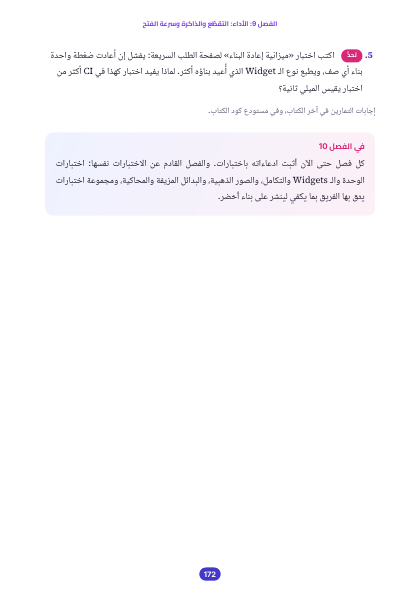 الفصل 9: الأداء: التقطّع والذاكرة وسرعة الفتح
5. تحدٍّ اكتب اختبار «ميزانية إعادة البناء» لصفحة الطلب السريعة: يفشل إن أعادت ضغطة واحدة
بناء أي صف، ويطبع نوع الـ Widget الذي أُعيد بناؤه أكثر. لماذا يفيد اختبار كهذا في CI أكثر من
اختبار يقيس الميلي ثانية؟
إجابات التمارين في آخر الكتاب، وفي مستودع كود الكتاب.
في الفصل 10
كل فصل حتى الآن أثبت ادعاءاته باختبارات. والفصل القادم عن الاختبارات نفسها: اختبارات
الوحدة والـ Widgets والتكامل، والصور الذهبية، والبدائل المزيفة والمحاكية، ومجموعة اختبارات
يثق بها الفريق بما يكفي لينشر على بناء أخضر.
172